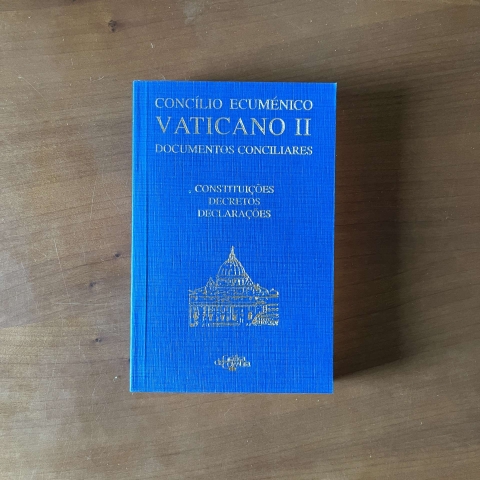 CONCÍLIO ECUMÉNICO
VATICANO II
DOCUMENTOS CONCILIARES
CONSTITUIÇÕES
DECRETOS
DECLARAÇÕES